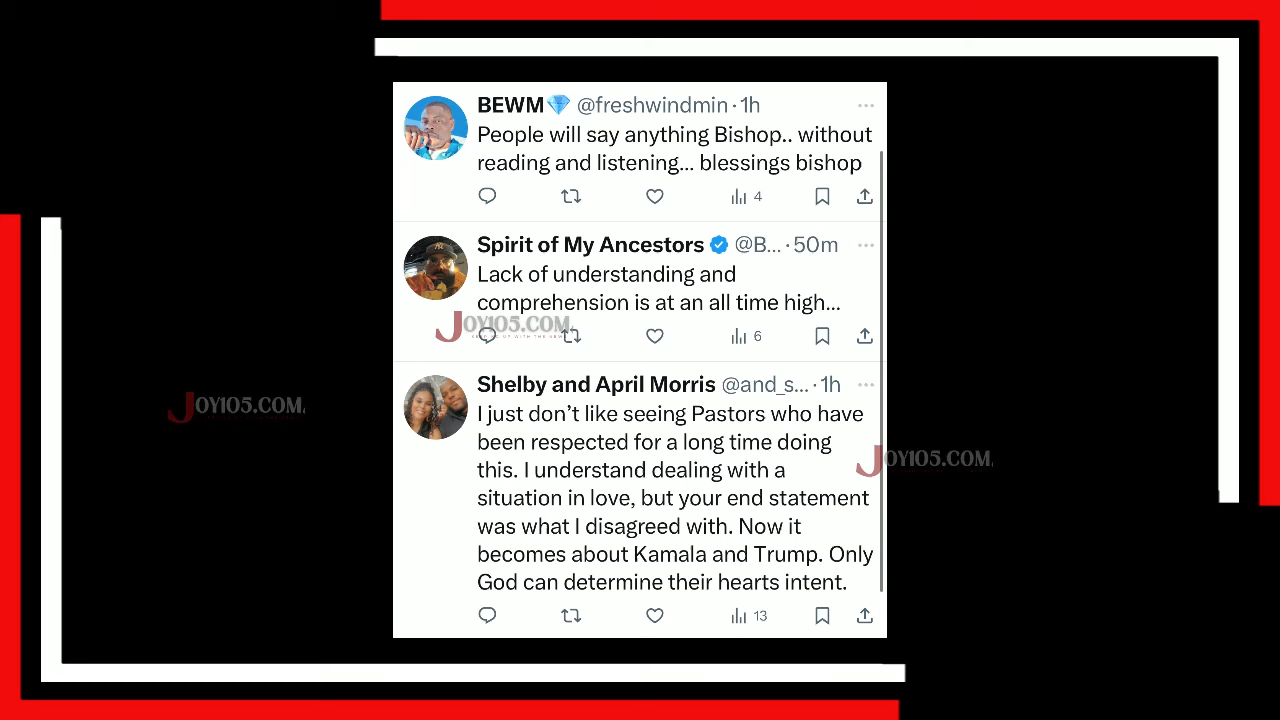 BEWM💎 @freshwindmin · 1h
People will say anything Bishop.. without
reading and listening... blessings bishop
4
Spirit of My Ancestors @B... · 50m
Lack of understanding and
comprehension is at an all time high...
JOY105.COM
6
Shelby and April Morris @and_s... · 1h
I just don't like seeing Pastors who have
been respected for a long time doing
this. I understand dealing with a
situation in love, but your end statement
was what I disagreed with. Now it
becomes about Kamala and Trump. Only
God can determine their hearts intent.
13
JOY105.COM
JOY105.COM